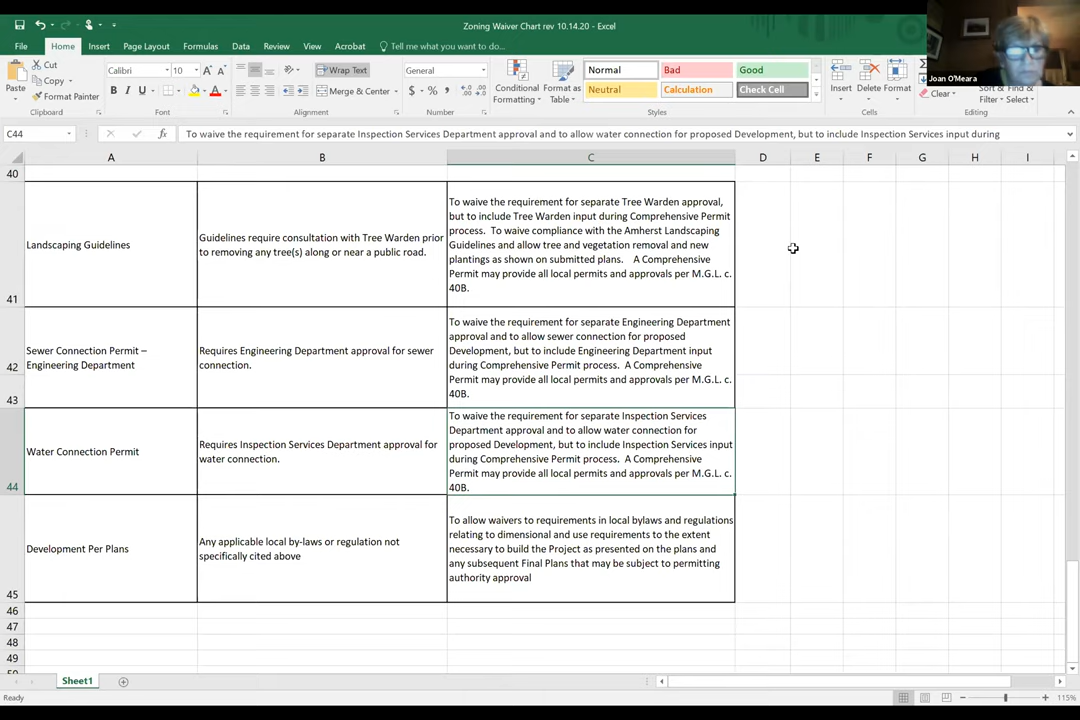 Zoning Waiver Chart rev 10.14.20 - Excel
File Home Insert Page Layout Formulas Data Review View Acrobat Tell me what you want to do...
Paste
Cut
Copy
Format Painter
Clipboard
Calibri 10
B I U
Font
Wrap Text
Merge & Center
Alignment
General
$ % ,
Number
Conditional Formatting
Format as Table
Normal Bad Good
Neutral Calculation Check Cell
Styles
Insert Delete Format
Cells
Clear
Sort & Find &
Filter Select
Editing
Joan O'Meara
C44 fx To waive the requirement for separate Inspection Services Department approval and to allow water connection for proposed Development, but to include Inspection Services input during
A B C D E F G H I
40
41
Landscaping Guidelines
Guidelines require consultation with Tree Warden prior
to removing any tree(s) along or near a public road.
To waive the requirement for separate Tree Warden approval,
but to include Tree Warden input during Comprehensive Permit
process. To waive compliance with the Amherst Landscaping
Guidelines and allow tree and vegetation removal and new
plantings as shown on submitted plans. A Comprehensive
Permit may provide all local permits and approvals per M.G.L. c.
40B.
42
43
Sewer Connection Permit –
Engineering Department
Requires Engineering Department approval for sewer
connection.
To waive the requirement for separate Engineering Department
approval and to allow sewer connection for proposed
Development, but to include Engineering Department input
during Comprehensive Permit process. A Comprehensive
Permit may provide all local permits and approvals per M.G.L. c.
40B.
44
Water Connection Permit
Requires Inspection Services Department approval for
water connection.
To waive the requirement for separate Inspection Services
Department approval and to allow water connection for
proposed Development, but to include Inspection Services input
during Comprehensive Permit process. A Comprehensive
Permit may provide all local permits and approvals per M.G.L. c.
40B.
45
Development Per Plans
Any applicable local by-laws or regulation not
specifically cited above
To allow waivers to requirements in local bylaws and regulations
relating to dimensional and use requirements to the extent
necessary to build the Project as presented on the plans and
any subsequent Final Plans that may be subject to permitting
authority approval
46
47
48
49
Sheet1
Ready
115%